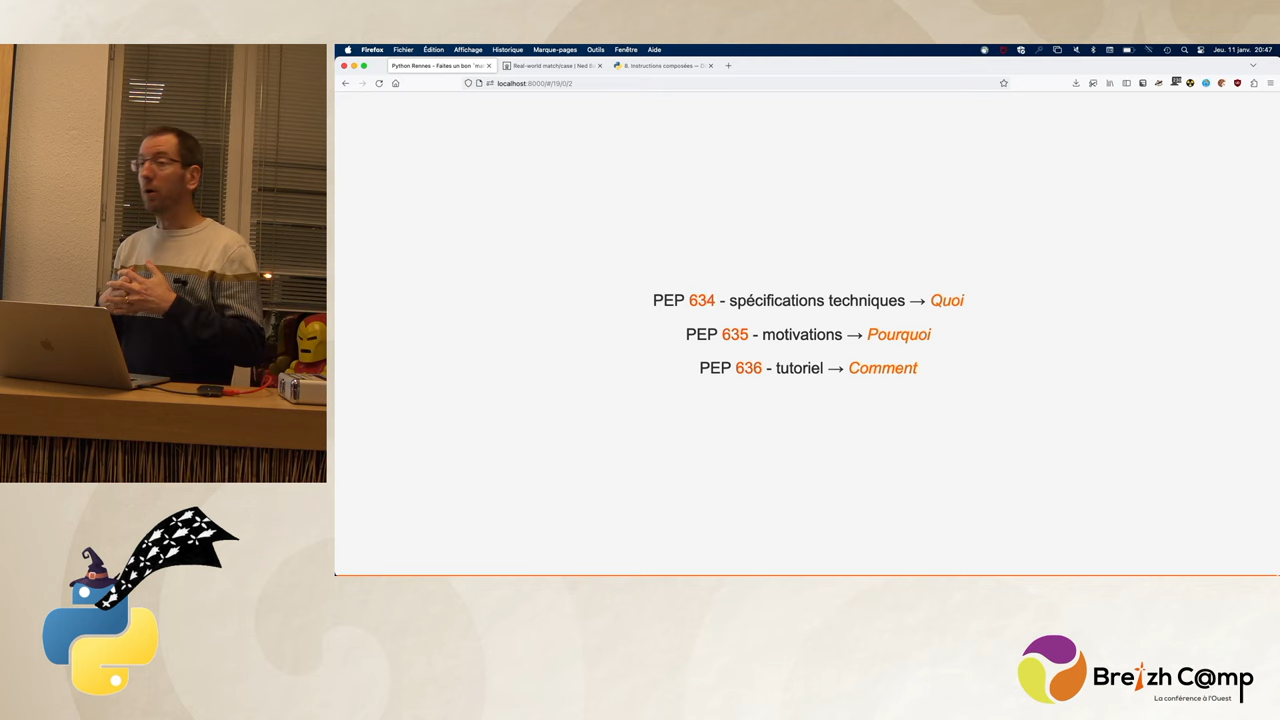 Firefox Fichier Édition Affichage Historique Marque-pages Outils Fenêtre Aide
Jeu. 11 janv. 20:47
Python Rennes - Faites un bon "ma
Real-world match/case | Ned B
8. Instructions composées — D
localhost:8000/#/19/0/2
PEP 634 - spécifications techniques → Quoi
PEP 635 - motivations → Pourquoi
PEP 636 - tutoriel → Comment
Breizh C@mp
La conférence à l'Ouest